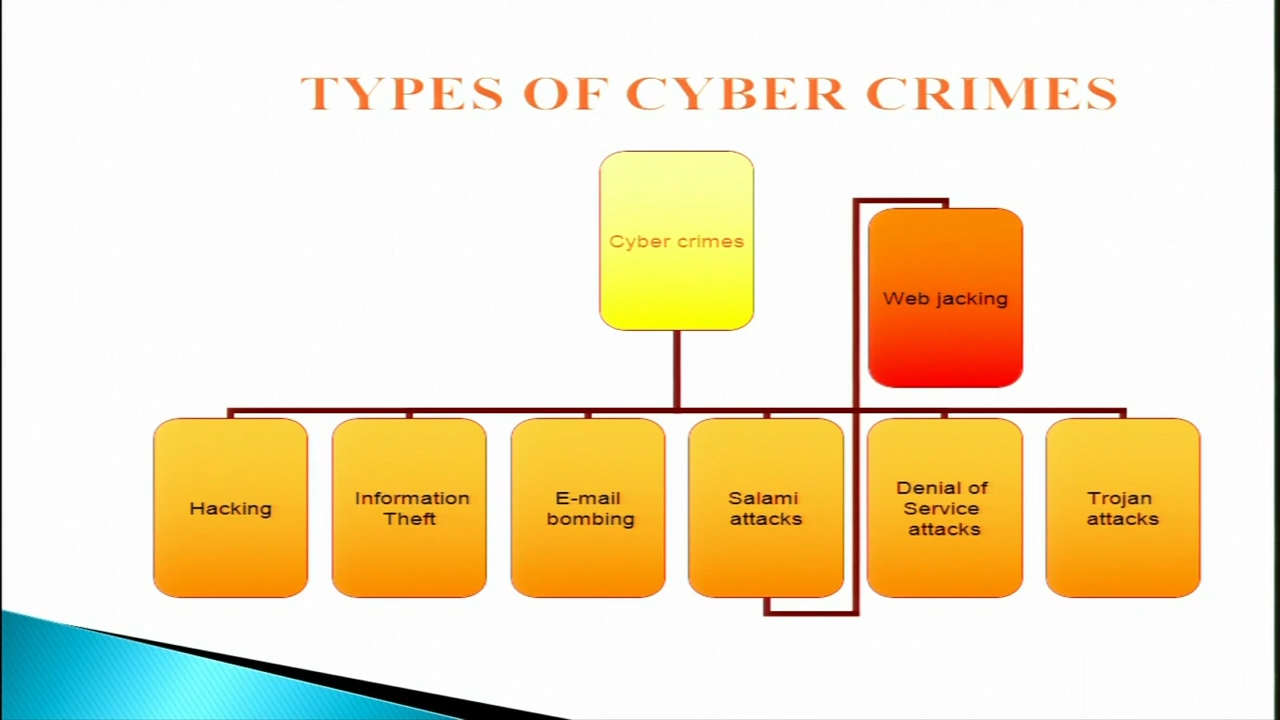 TYPES OF CYBER CRIMES
Cyber crimes
Web jacking
Hacking
Information
Theft
E-mail
bombing
Salami
attacks
Denial of
Service
attacks
Trojan
attacks